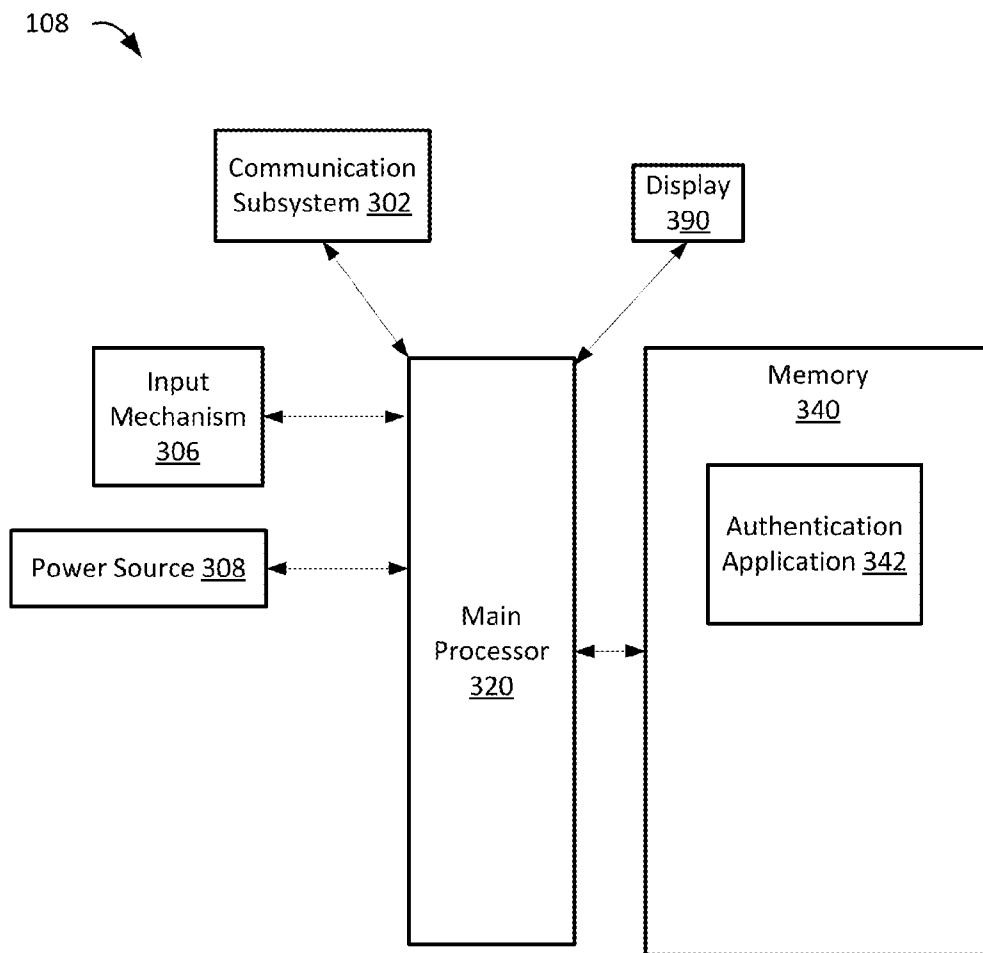 108
Communication
Subsystem 302
Display
390
Input
Mechanism
306
Memory
340
Authentication
Application 342
Power Source 308
Main
Processor
320